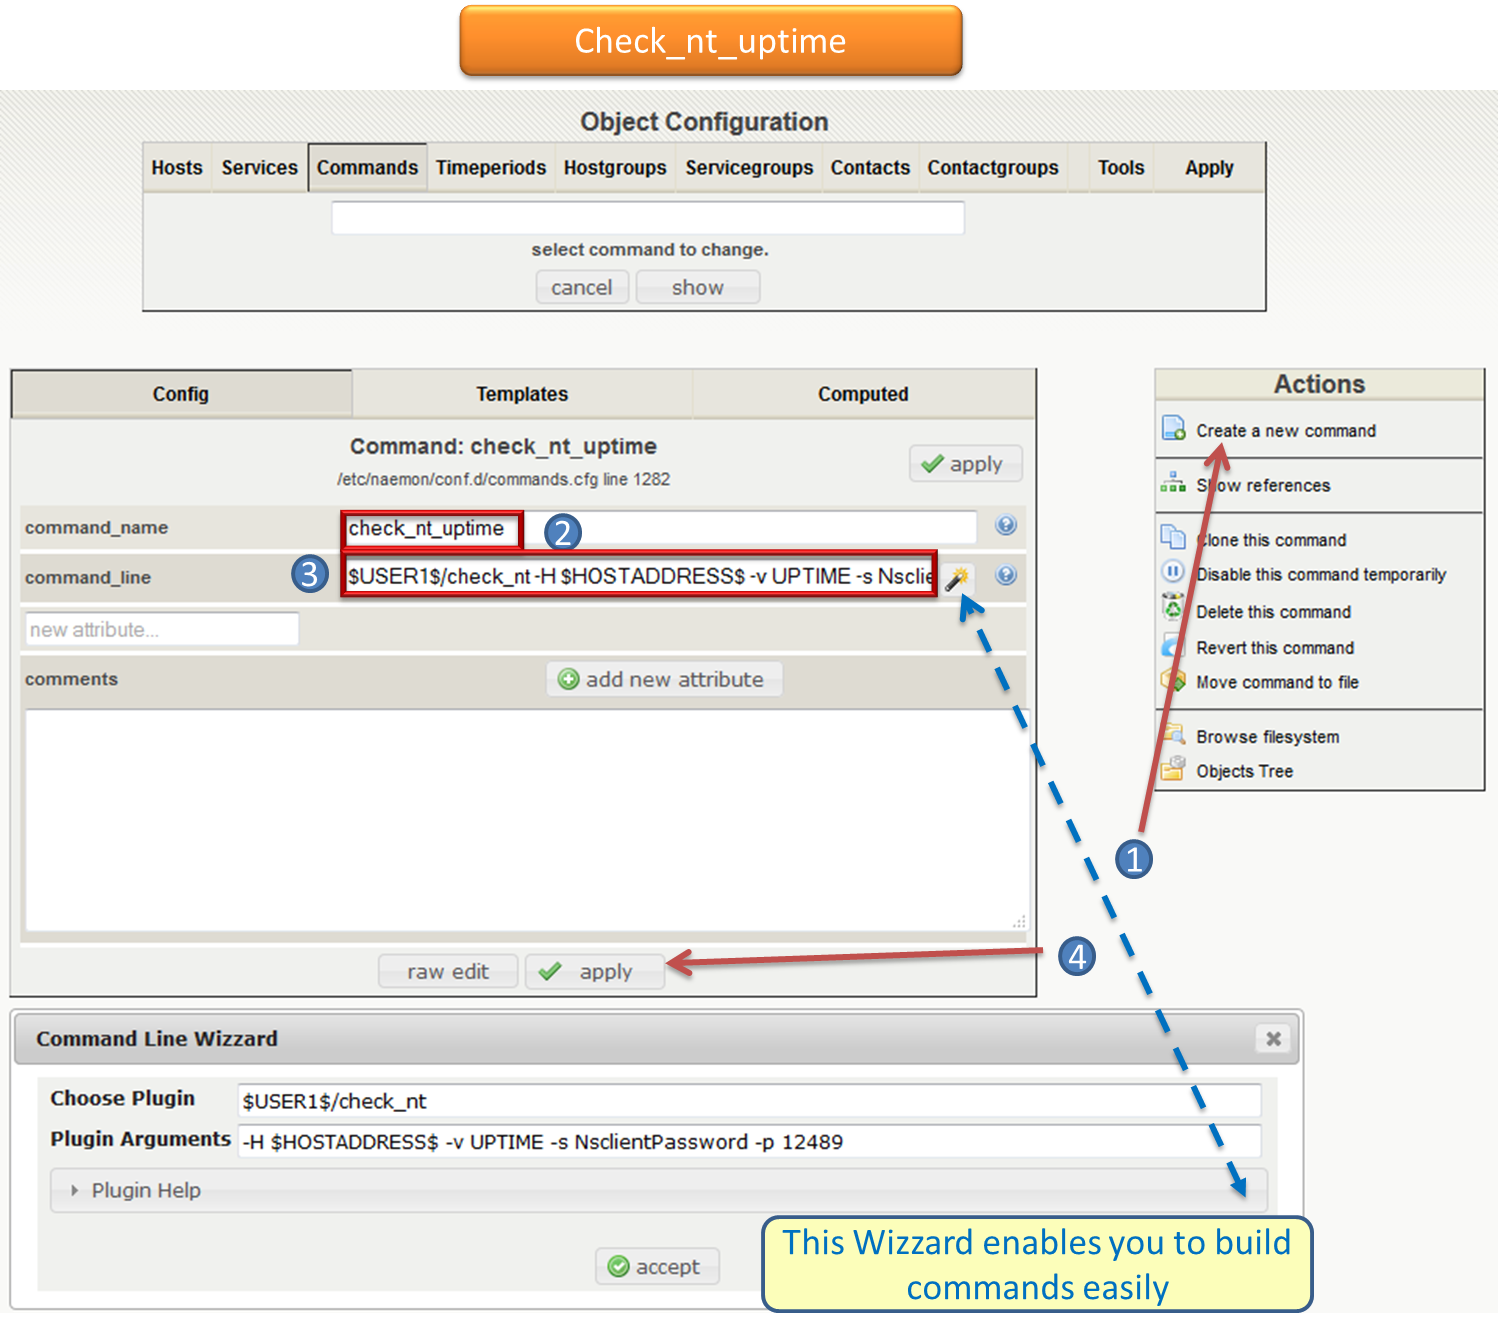 Check_nt_uptime
Object Configuration
Hosts Services Commands Timeperiods Hostgroups Servicegroups Contacts Contactgroups Tools Apply
select command to change.
cancel show
Config Templates Computed
Command: check_nt_uptime
/etc/naemon/conf.d/commands.cfg line 1282
apply
command_name check_nt_uptime 2
3
command_line $USER1$/check_nt -H $HOSTADDRESS$ -v UPTIME -s Nsclie
new attribute...
comments add new attribute
raw edit apply
4
Actions
Create a new command
Show references
Clone this command
Disable this command temporarily
Delete this command
Revert this command
Move command to file
Browse filesystem
Objects Tree
1
Command Line Wizzard
Choose Plugin $USER1$/check_nt
Plugin Arguments -H $HOSTADDRESS$ -v UPTIME -s NsclientPassword -p 12489
Plugin Help
accept
This Wizzard enables you to build
commands easily